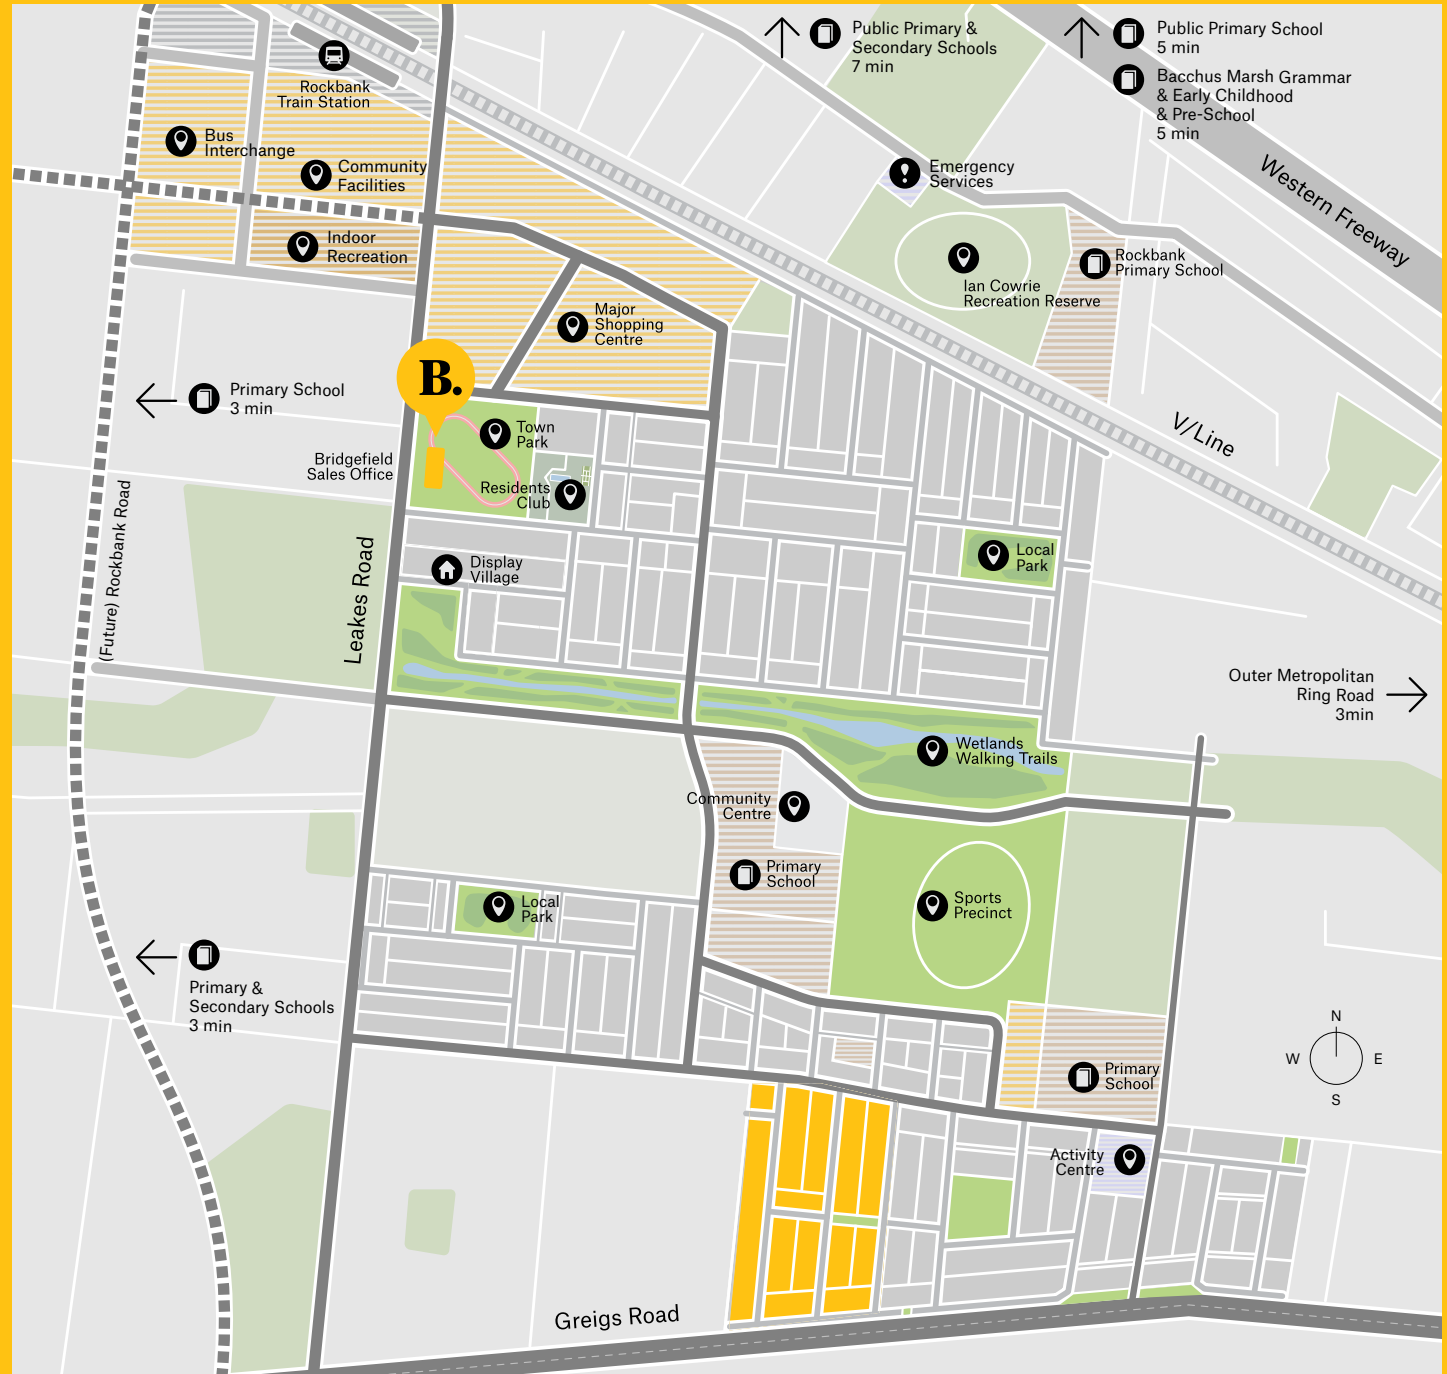 Public Primary &
Secondary Schools
7 min
Public Primary School
5 min
Bacchus Marsh Grammar
& Early Childhood
& Pre-School
5 min
Rockbank
Train Station
Bus
Interchange
Community
Facilities
Emergency
Services
Western Freeway
Indoor
Recreation
Rockbank
Primary School
Ian Cowrie
Recreation Reserve
Major
Shopping
Centre
B.
Primary School
3 min
V/Line
Town
Park
Bridgefield
Sales Office
Residents
Club
(Future) Rockbank Road
Leakes Road
Display
Village
Local
Park
Outer Metropolitan
Ring Road
3min
Wetlands
Walking Trails
Community
Centre
Primary
School
Local
Park
Sports
Precinct
Primary &
Secondary Schools
3 min
N
W
E
S
Primary
School
Activity
Centre
Greigs Road